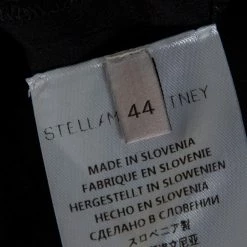 44
STELLA M TNEY
MADE IN SLOVENIA
FABRIQUÉ EN SLOVENIE
HERGESTELLT IN SLOWENIEN
HECHO EN SLOVENIA
СДЕЛАНО В СЛОВЕНИИ
スロベニア製